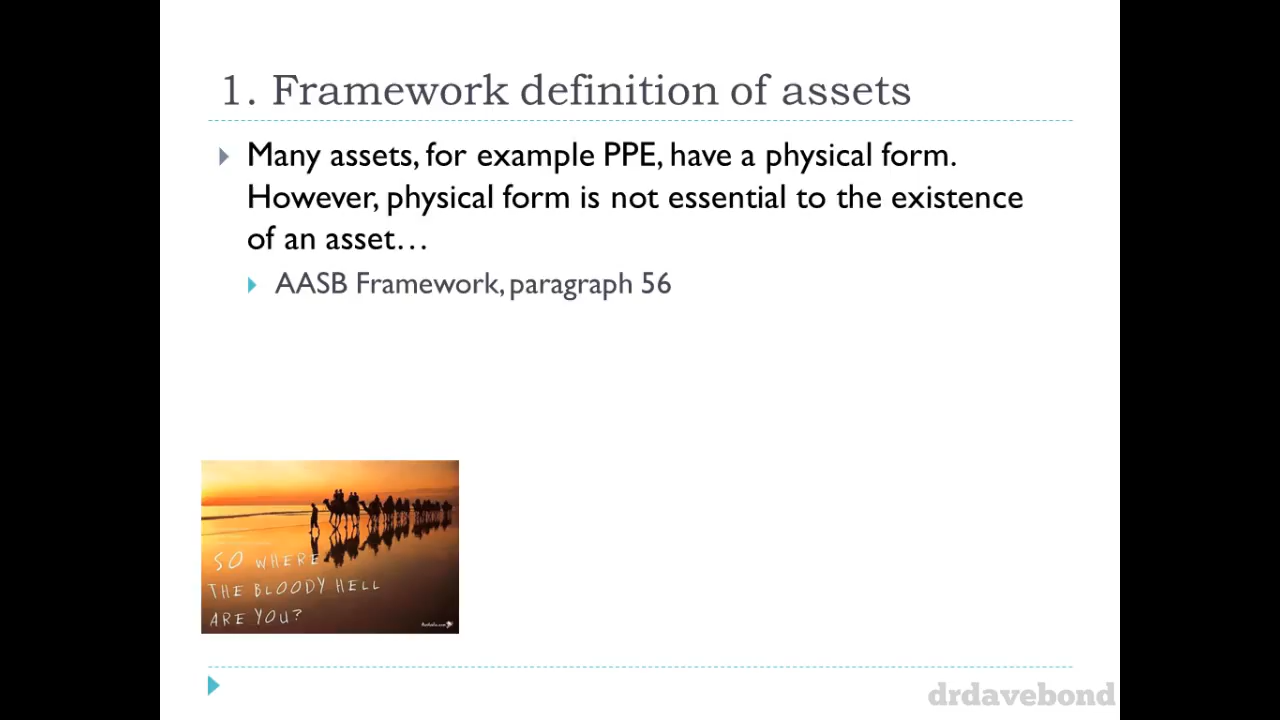 1. Framework definition of assets
Many assets, for example PPE, have a physical form.
However, physical form is not essential to the existence
of an asset…
AASB Framework, paragraph 56
SO WHERE
THE BLOODY HELL
ARE YOU?
drdavebond